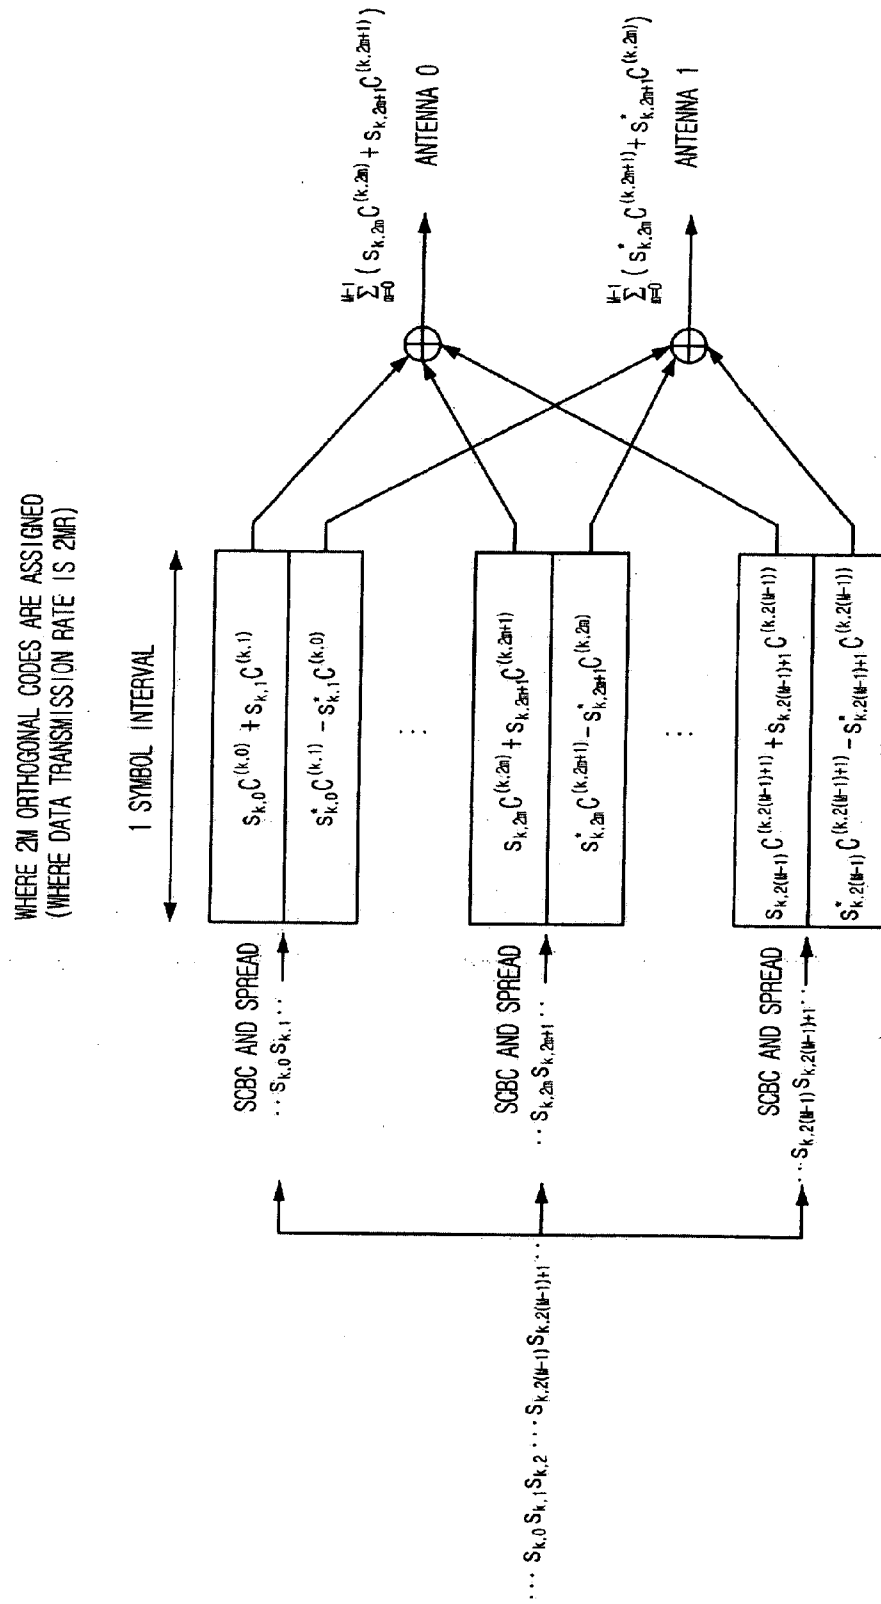 WHERE 2M ORTHOGONAL CODES ARE ASSIGNED
(WHERE DATA TRANSMISSION RATE IS 2MR)
1 SYMBOL INTERVAL
··· S_{k,0} S_{k,1} S_{k,2} ··· S_{k,2(M-1)} S_{k,2(M-1)+1} ···
SCBC AND SPREAD
··· S_{k,0} S_{k,1} ···
S_{k,0} C^{(k,0)} + S_{k,1} C^{(k,1)}
S^*_{k,0} C^{(k,1)} - S^*_{k,1} C^{(k,0)}
...
SCBC AND SPREAD
··· S_{k,2m} S_{k,2m+1} ···
S_{k,2m} C^{(k,2m)} + S_{k,2m+1} C^{(k,2m+1)}
S^*_{k,2m} C^{(k,2m+1)} - S^*_{k,2m+1} C^{(k,2m)}
...
SCBC AND SPREAD
··· S_{k,2(M-1)} S_{k,2(M-1)+1} ···
S_{k,2(M-1)} C^{(k,2(M-1)+1)} + S_{k,2(M-1)+1} C^{(k,2(M-1))}
S^*_{k,2(M-1)} C^{(k,2(M-1)+1)} - S^*_{k,2(M-1)+1} C^{(k,2(M-1))}
\sum_{m=0}^{M-1} ( S_{k,2m} C^{(k,2m)} + S_{k,2m+1} C^{(k,2m+1)} )
ANTENNA 0
\sum_{m=0}^{M-1} ( S^*_{k,2m} C^{(k,2m+1)} + S^*_{k,2m+1} C^{(k,2m)} )
ANTENNA 1